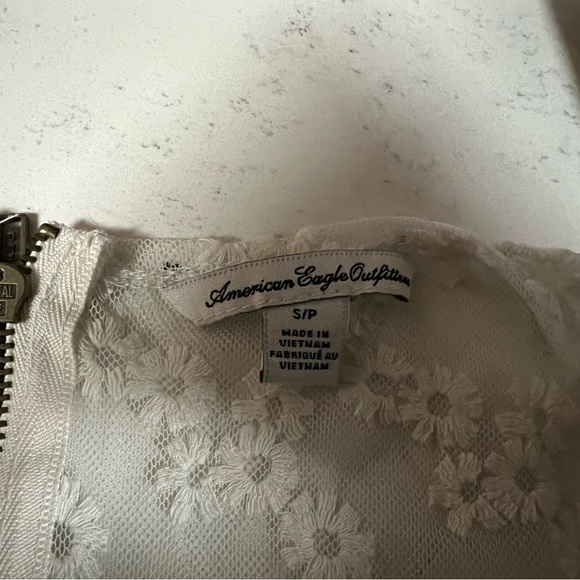 American Eagle Outfitters
S/P
MADE IN
VIETNAM
FABRIQUÉ AU
VIETNAM